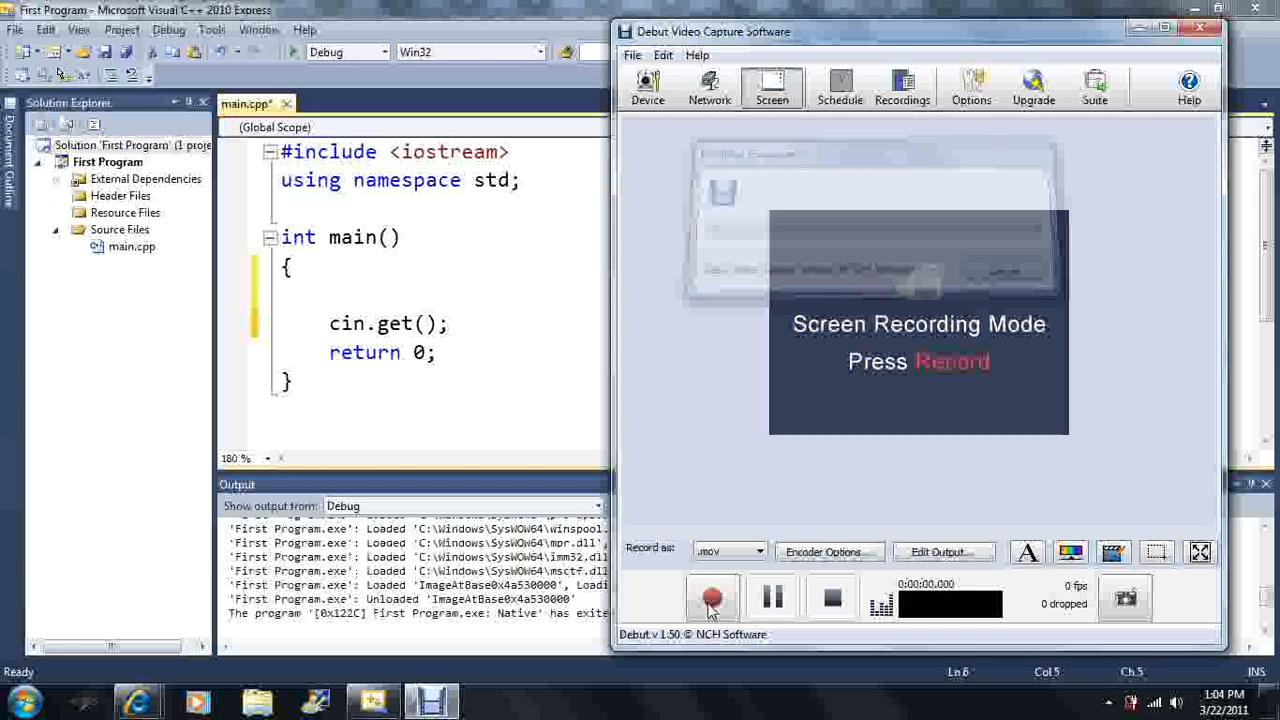 First Program - Microsoft Visual C++ 2010 Express
File Edit View Project Debug Tools Window Help
Debug Win32
Solution Explorer
Document Outline
Solution 'First Program' (1 proje
First Program
External Dependencies
Header Files
Resource Files
Source Files
main.cpp
main.cpp*
(Global Scope)
#include <iostream>
using namespace std;
int main()
{
cin.get();
return 0;
}
180 %
Output
Show output from: Debug
'First Program.exe': Loaded 'C:\Windows\SysWOW64\winspool.
'First Program.exe': Loaded 'C:\Windows\SysWOW64\mpr.dll',
'First Program.exe': Loaded 'C:\Windows\SysWOW64\imm32.dll
'First Program.exe': Loaded 'C:\Windows\SysWOW64\msctf.dll
'First Program.exe': Loaded 'ImageAtBase0x4a530000', Loadi
'First Program.exe': Unloaded 'ImageAtBase0x4a530000'
The program '[0x122C] First Program.exe: Native' has exite
Debut Video Capture Software
File Edit Help
Device Network Screen Schedule Recordings Options Upgrade Suite Help
Screen Recording Mode
Press Record
Record as: .mov Encoder Options... Edit Output... A
0:00:00.000 0 fps
0 dropped
Debut v 1.50 © NCH Software
Ready Ln 6 Col 5 Ch 5 INS
1:04 PM
3/22/2011